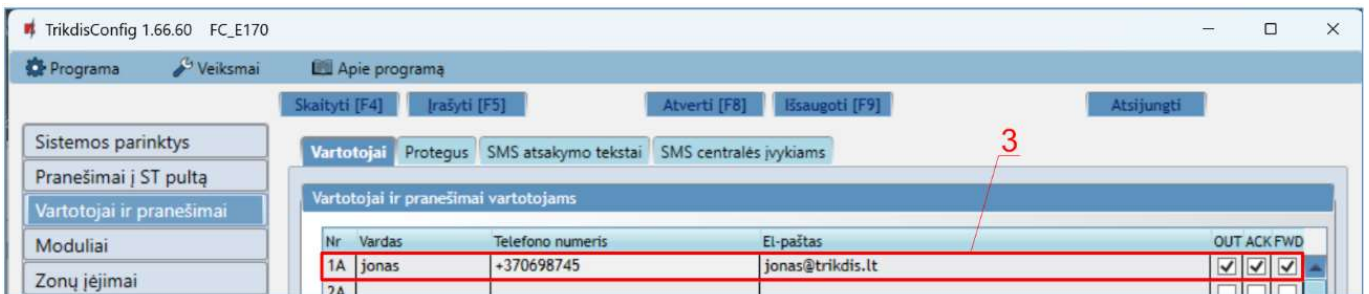 TrikdisConfig 1.66.60 FC_E170
Programa Veiksmai Apie programą
Skaityti [F4] Įrašyti [F5] Atverti [F8] Išsaugoti [F9] Atsijungti
Sistemos parinktys
Pranešimai į ST pultą
Vartotojai ir pranešimai
Moduliai
Zonų įėjimai
Vartotojai Protegus SMS atsakymo tekstai SMS centralės įvykiams
3
Vartotojai ir pranešimai vartotojams
Nr Vardas Telefono numeris El-paštas OUT ACK FWD
1A jonas +370698745 jonas@trikdis.lt
2A